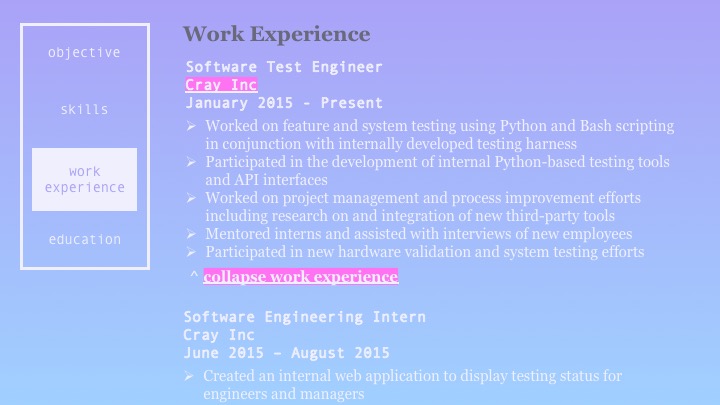 objective
skills
work
experience
education
Work Experience
Software Test Engineer
Cray Inc
January 2015 - Present
➢ Worked on feature and system testing using Python and Bash scripting
in conjunction with internally developed testing harness
➢ Participated in the development of internal Python-based testing tools
and API interfaces
➢ Worked on project management and process improvement efforts
including research on and integration of new third-party tools
➢ Mentored interns and assisted with interviews of new employees
➢ Participated in new hardware validation and system testing efforts
^ collapse work experience
Software Engineering Intern
Cray Inc
June 2015 – August 2015
➢ Created an internal web application to display testing status for
engineers and managers